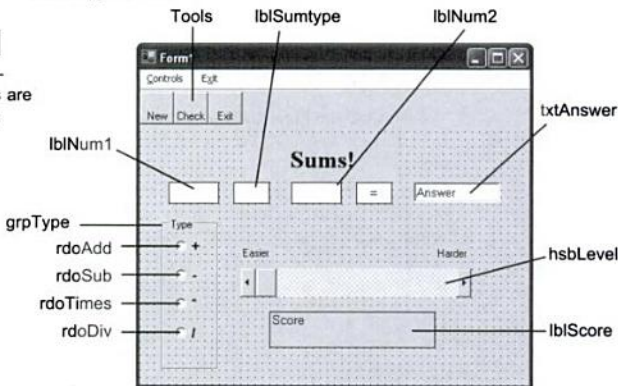 Tools lblSumtype lblNum2
Form1
Controls Exit
are
New Check Exit
txtAnswer
lblNum1
Sums!
= Answer
grpType
Type
rdoAdd +
Easier Harder
hsbLevel
rdoSub -
rdoTimes *
Score
lblScore
rdoDiv /